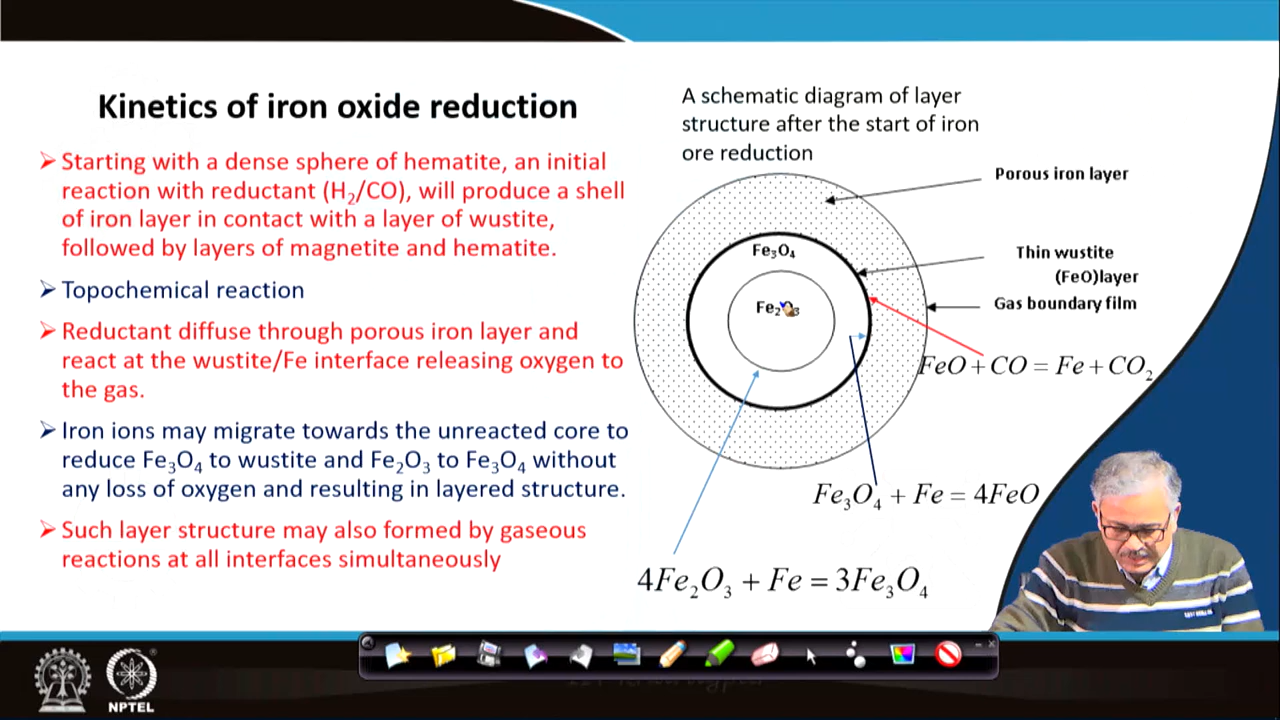 Kinetics of iron oxide reduction
➢ Starting with a dense sphere of hematite, an initial
reaction with reductant (H₂/CO), will produce a shell
of iron layer in contact with a layer of wustite,
followed by layers of magnetite and hematite.
➢ Topochemical reaction
➢ Reductant diffuse through porous iron layer and
react at the wustite/Fe interface releasing oxygen to
the gas.
➢ Iron ions may migrate towards the unreacted core to
reduce Fe₃O₄ to wustite and Fe₂O₃ to Fe₃O₄ without
any loss of oxygen and resulting in layered structure.
➢ Such layer structure may also formed by gaseous
reactions at all interfaces simultaneously
A schematic diagram of layer
structure after the start of iron
ore reduction
Porous iron layer
Fe₃O₄
Thin wustite
(FeO)layer
Fe₂O₃
Gas boundary film
FeO + CO = Fe + CO₂
Fe₃O₄ + Fe = 4FeO
4Fe₂O₃ + Fe = 3Fe₃O₄
NPTEL